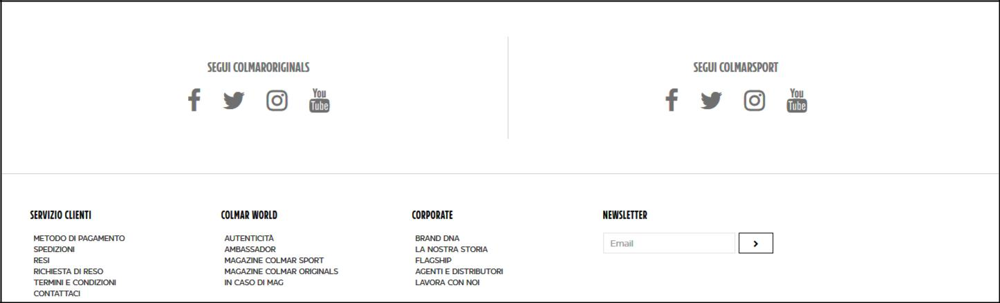 SEGUI COLMARORIGINALS
You Tube
SEGUI COLMARSPORT
You Tube
SERVIZIO CLIENTI
METODO DI PAGAMENTO
SPEDIZIONI
RESI
RICHIESTA DI RESO
TERMINI E CONDIZIONI
CONTATTACI
COLMAR WORLD
AUTENTICITÀ
AMBASSADOR
MAGAZINE COLMAR SPORT
MAGAZINE COLMAR ORIGINALS
IN CASO DI MAG
CORPORATE
BRAND DNA
LA NOSTRA STORIA
FLAGSHIP
AGENTI E DISTRIBUTORI
LAVORA CON NOI
NEWSLETTER
Email